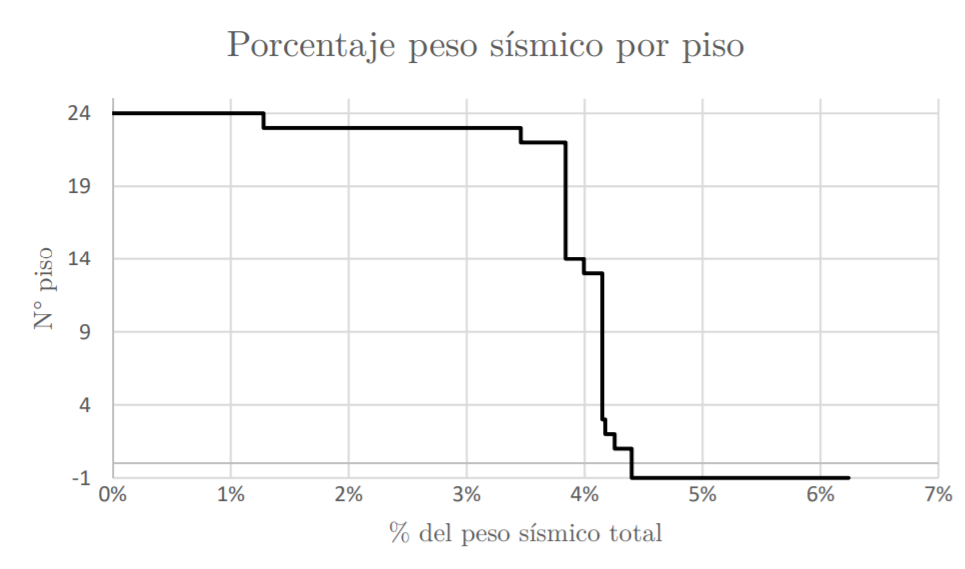 Porcentaje peso sísmico por piso
24
19
14
9
4
-1
N° piso
0% 1% 2% 3% 4% 5% 6% 7%
% del peso sísmico total